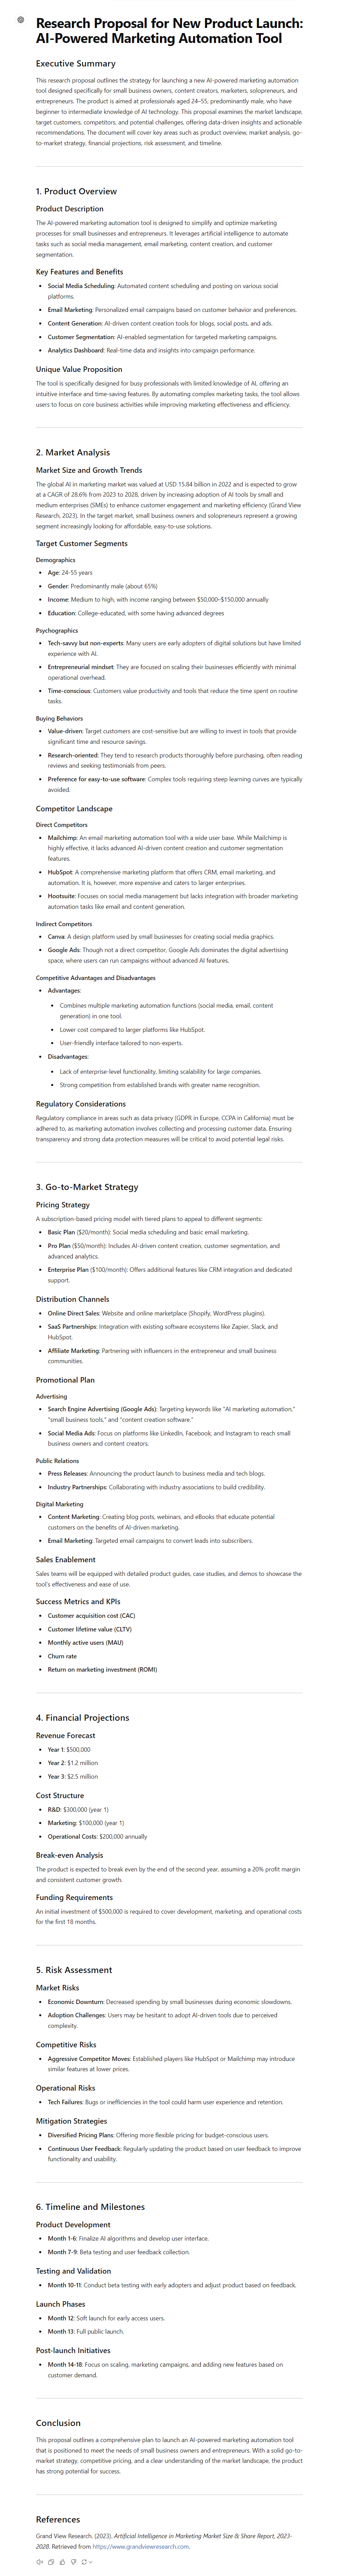 Research Proposal for New Product Launch:
AI-Powered Marketing Automation Tool
Executive Summary
This research proposal outlines the strategy for launching a new AI-powered marketing automation
tool designed specifically for small business owners, content creators, marketers, solopreneurs, and
entrepreneurs. The product is aimed at professionals aged 24–55, predominantly male, who have
beginner to intermediate knowledge of AI technology. This proposal examines the market landscape,
target customers, competitors, and potential challenges, offering data-driven insights and actionable
recommendations. The document will cover key areas such as product overview, market analysis, go-
to-market strategy, financial projections, risk assessment, and timeline.
1. Product Overview
Product Description
The AI-powered marketing automation tool is designed to simplify and optimize marketing
processes for small businesses and entrepreneurs. It leverages artificial intelligence to automate
tasks such as social media management, email marketing, content creation, and customer
segmentation.
Key Features and Benefits
• Social Media Scheduling: Automated content scheduling and posting on various social
platforms.
• Email Marketing: Personalized email campaigns based on customer behavior and preferences.
• Content Generation: AI-driven content creation tools for blogs, social posts, and ads.
• Customer Segmentation: AI-enabled segmentation for targeted marketing campaigns.
• Analytics Dashboard: Real-time data and insights into campaign performance.
Unique Value Proposition
The tool is specifically designed for busy professionals with limited knowledge of AI, offering an
intuitive interface and time-saving features. By automating complex marketing tasks, the tool allows
users to focus on core business activities while improving marketing effectiveness and efficiency.
2. Market Analysis
Market Size and Growth Trends
The global AI in marketing market was valued at USD 15.84 billion in 2022 and is expected to grow
at a CAGR of 28.6% from 2023 to 2028, driven by increasing adoption of AI tools by small and
medium enterprises (SMEs) to enhance customer engagement and marketing efficiency (Grand View
Research, 2023). In the target market, small business owners and solopreneurs represent a growing
segment increasingly looking for affordable, easy-to-use solutions.
Target Customer Segments
Demographics
• Age: 24-55 years
• Gender: Predominantly male (about 65%)
• Income: Medium to high, with income ranging between $50,000–$150,000 annually
• Education: College-educated, with some having advanced degrees
Psychographics
• Tech-savvy but non-experts: Many users are early adopters of digital solutions but have limited
experience with AI.
• Entrepreneurial mindset: They are focused on scaling their businesses efficiently with minimal
operational overhead.
• Time-conscious: Customers value productivity and tools that reduce the time spent on routine
tasks.
Buying Behaviors
• Value-driven: Target customers are cost-sensitive but are willing to invest in tools that provide
significant time and resource savings.
• Research-oriented: They tend to research products thoroughly before purchasing, often reading
reviews and seeking testimonials from peers.
• Preference for easy-to-use software: Complex tools requiring steep learning curves are typically
avoided.
Competitor Landscape
Direct Competitors
• Mailchimp: An email marketing automation tool with a wide user base. While Mailchimp is
highly effective, it lacks advanced AI-driven content creation and customer segmentation
features.
• HubSpot: A comprehensive marketing platform that offers CRM, email marketing, and
automation. It is, however, more expensive and caters to larger enterprises.
• Hootsuite: Focuses on social media management but lacks integration with broader marketing
automation tasks like email and content generation.
Indirect Competitors
• Canva: A design platform used by small businesses for creating social media graphics.
• Google Ads: Though not a direct competitor, Google Ads dominates the digital advertising
space, where users can run campaigns without advanced AI features.
Competitive Advantages and Disadvantages
• Advantages:
• Combines multiple marketing automation functions (social media, email, content
generation) in one tool.
• Lower cost compared to larger platforms like HubSpot.
• User-friendly interface tailored to non-experts.
• Disadvantages:
• Lack of enterprise-level functionality, limiting scalability for large companies.
• Strong competition from established brands with greater name recognition.
Regulatory Considerations
Regulatory compliance in areas such as data privacy (GDPR in Europe, CCPA in California) must be
adhered to, as marketing automation involves collecting and processing customer data. Ensuring
transparency and strong data protection measures will be critical to avoid potential legal risks.
3. Go-to-Market Strategy
Pricing Strategy
A subscription-based pricing model with tiered plans to appeal to different segments:
• Basic Plan ($20/month): Social media scheduling and basic email marketing.
• Pro Plan ($50/month): Includes AI-driven content creation, customer segmentation, and
advanced analytics.
• Enterprise Plan ($100/month): Offers additional features like CRM integration and dedicated
support.
Distribution Channels
• Online Direct Sales: Website and online marketplace (Shopify, WordPress plugins).
• SaaS Partnerships: Integration with existing software ecosystems like Zapier, Slack, and
HubSpot.
• Affiliate Marketing: Partnering with influencers in the entrepreneur and small business
communities.
Promotional Plan
Advertising
• Search Engine Advertising (Google Ads): Targeting keywords like "AI marketing automation,"
"small business tools," and "content creation software."
• Social Media Ads: Focus on platforms like LinkedIn, Facebook, and Instagram to reach small
business owners and content creators.
Public Relations
• Press Releases: Announcing the product launch to business media and tech blogs.
• Industry Partnerships: Collaborating with industry associations to build credibility.
Digital Marketing
• Content Marketing: Creating blog posts, webinars, and eBooks that educate potential
customers on the benefits of AI-driven marketing.
• Email Marketing: Targeted email campaigns to convert leads into subscribers.
Sales Enablement
Sales teams will be equipped with detailed product guides, case studies, and demos to showcase the
tool's effectiveness and ease of use.
Success Metrics and KPIs
• Customer acquisition cost (CAC)
• Customer lifetime value (CLTV)
• Monthly active users (MAU)
• Churn rate
• Return on marketing investment (ROMI)
4. Financial Projections
Revenue Forecast
• Year 1: $500,000
• Year 2: $1.2 million
• Year 3: $2.5 million
Cost Structure
• R&D: $300,000 (year 1)
• Marketing: $100,000 (year 1)
• Operational Costs: $200,000 annually
Break-even Analysis
The product is expected to break even by the end of the second year, assuming a 20% profit margin
and consistent customer growth.
Funding Requirements
An initial investment of $500,000 is required to cover development, marketing, and operational costs
for the first 18 months.
5. Risk Assessment
Market Risks
• Economic Downturn: Decreased spending by small businesses during economic slowdowns.
• Adoption Challenges: Users may be hesitant to adopt AI-driven tools due to perceived
complexity.
Competitive Risks
• Aggressive Competitor Moves: Established players like HubSpot or Mailchimp may introduce
similar features at lower prices.
Operational Risks
• Tech Failures: Bugs or inefficiencies in the tool could harm user experience and retention.
Mitigation Strategies
• Diversified Pricing Plans: Offering more flexible pricing for budget-conscious users.
• Continuous User Feedback: Regularly updating the product based on user feedback to improve
functionality and usability.
6. Timeline and Milestones
Product Development
• Month 1-6: Finalize AI algorithms and develop user interface.
• Month 7-9: Beta testing and user feedback collection.
Testing and Validation
• Month 10-11: Conduct beta testing with early adopters and adjust product based on feedback.
Launch Phases
• Month 12: Soft launch for early access users.
• Month 13: Full public launch.
Post-launch Initiatives
• Month 14-18: Focus on scaling, marketing campaigns, and adding new features based on
customer demand.
Conclusion
This proposal outlines a comprehensive plan to launch an AI-powered marketing automation tool
that is positioned to meet the needs of small business owners and entrepreneurs. With a solid go-to-
market strategy, competitive pricing, and a clear understanding of the market landscape, the product
has strong potential for success.
References
Grand View Research. (2023). Artificial Intelligence in Marketing Market Size & Share Report, 2023-
2028. Retrieved from https://www.grandviewresearch.com.